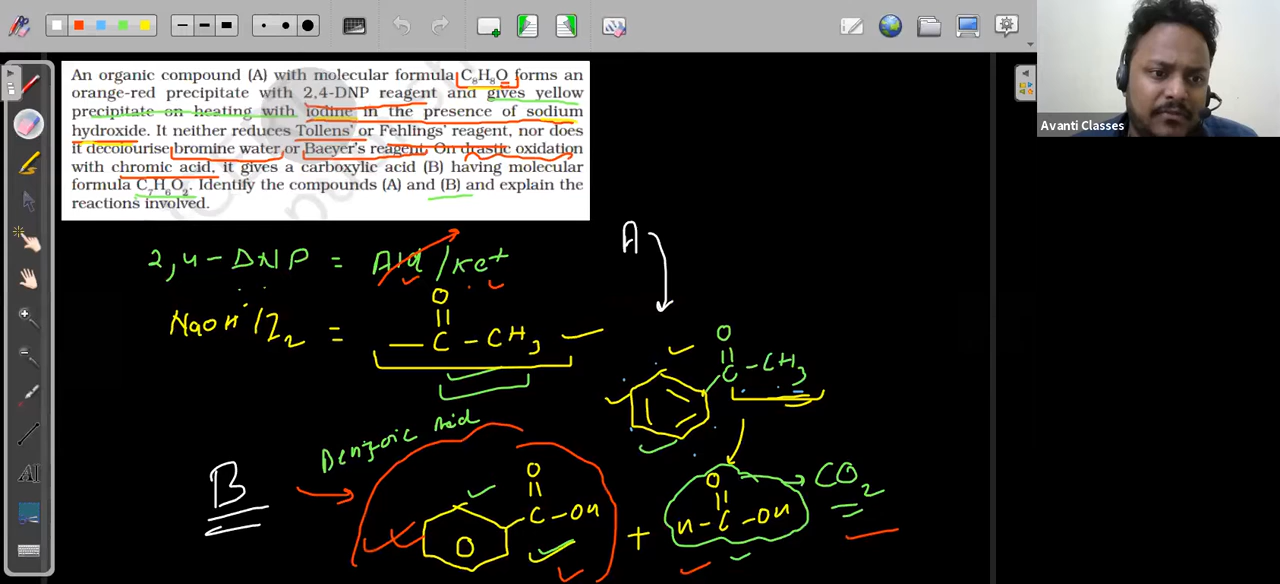 Avanti Classes
An organic compound (A) with molecular formula C₈H₈O forms an
orange-red precipitate with 2,4-DNP reagent and gives yellow
precipitate on heating with iodine in the presence of sodium
hydroxide. It neither reduces Tollens' or Fehlings' reagent, nor does
it decolourise bromine water or Baeyer's reagent. On drastic oxidation
with chromic acid, it gives a carboxylic acid (B) having molecular
formula C₇H₆O₂. Identify the compounds (A) and (B) and explain the
reactions involved.
A
2,4-DNP = Ald/Ket
O
NaOH/I₂ = —C-CH₃
O
C-CH₃
Benzoic Acid
B
O
C-OH
+
O
H-C-OH
CO₂